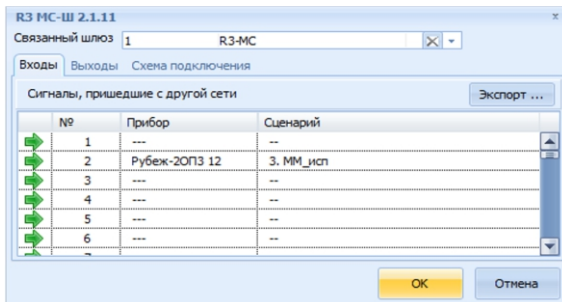 R3 МС-Ш 2.1.11
Связанный шлюз 1 R3-МС
Входы Выходы Схема подключения
Сигналы, пришедшие с другой сети Экспорт ...
№ Прибор Сценарий
1 --- --
2 Рубеж-2ОП3 12 3. ММ_исп
3 --- --
4 --- --
5 --- --
6 --- --
OK Отмена